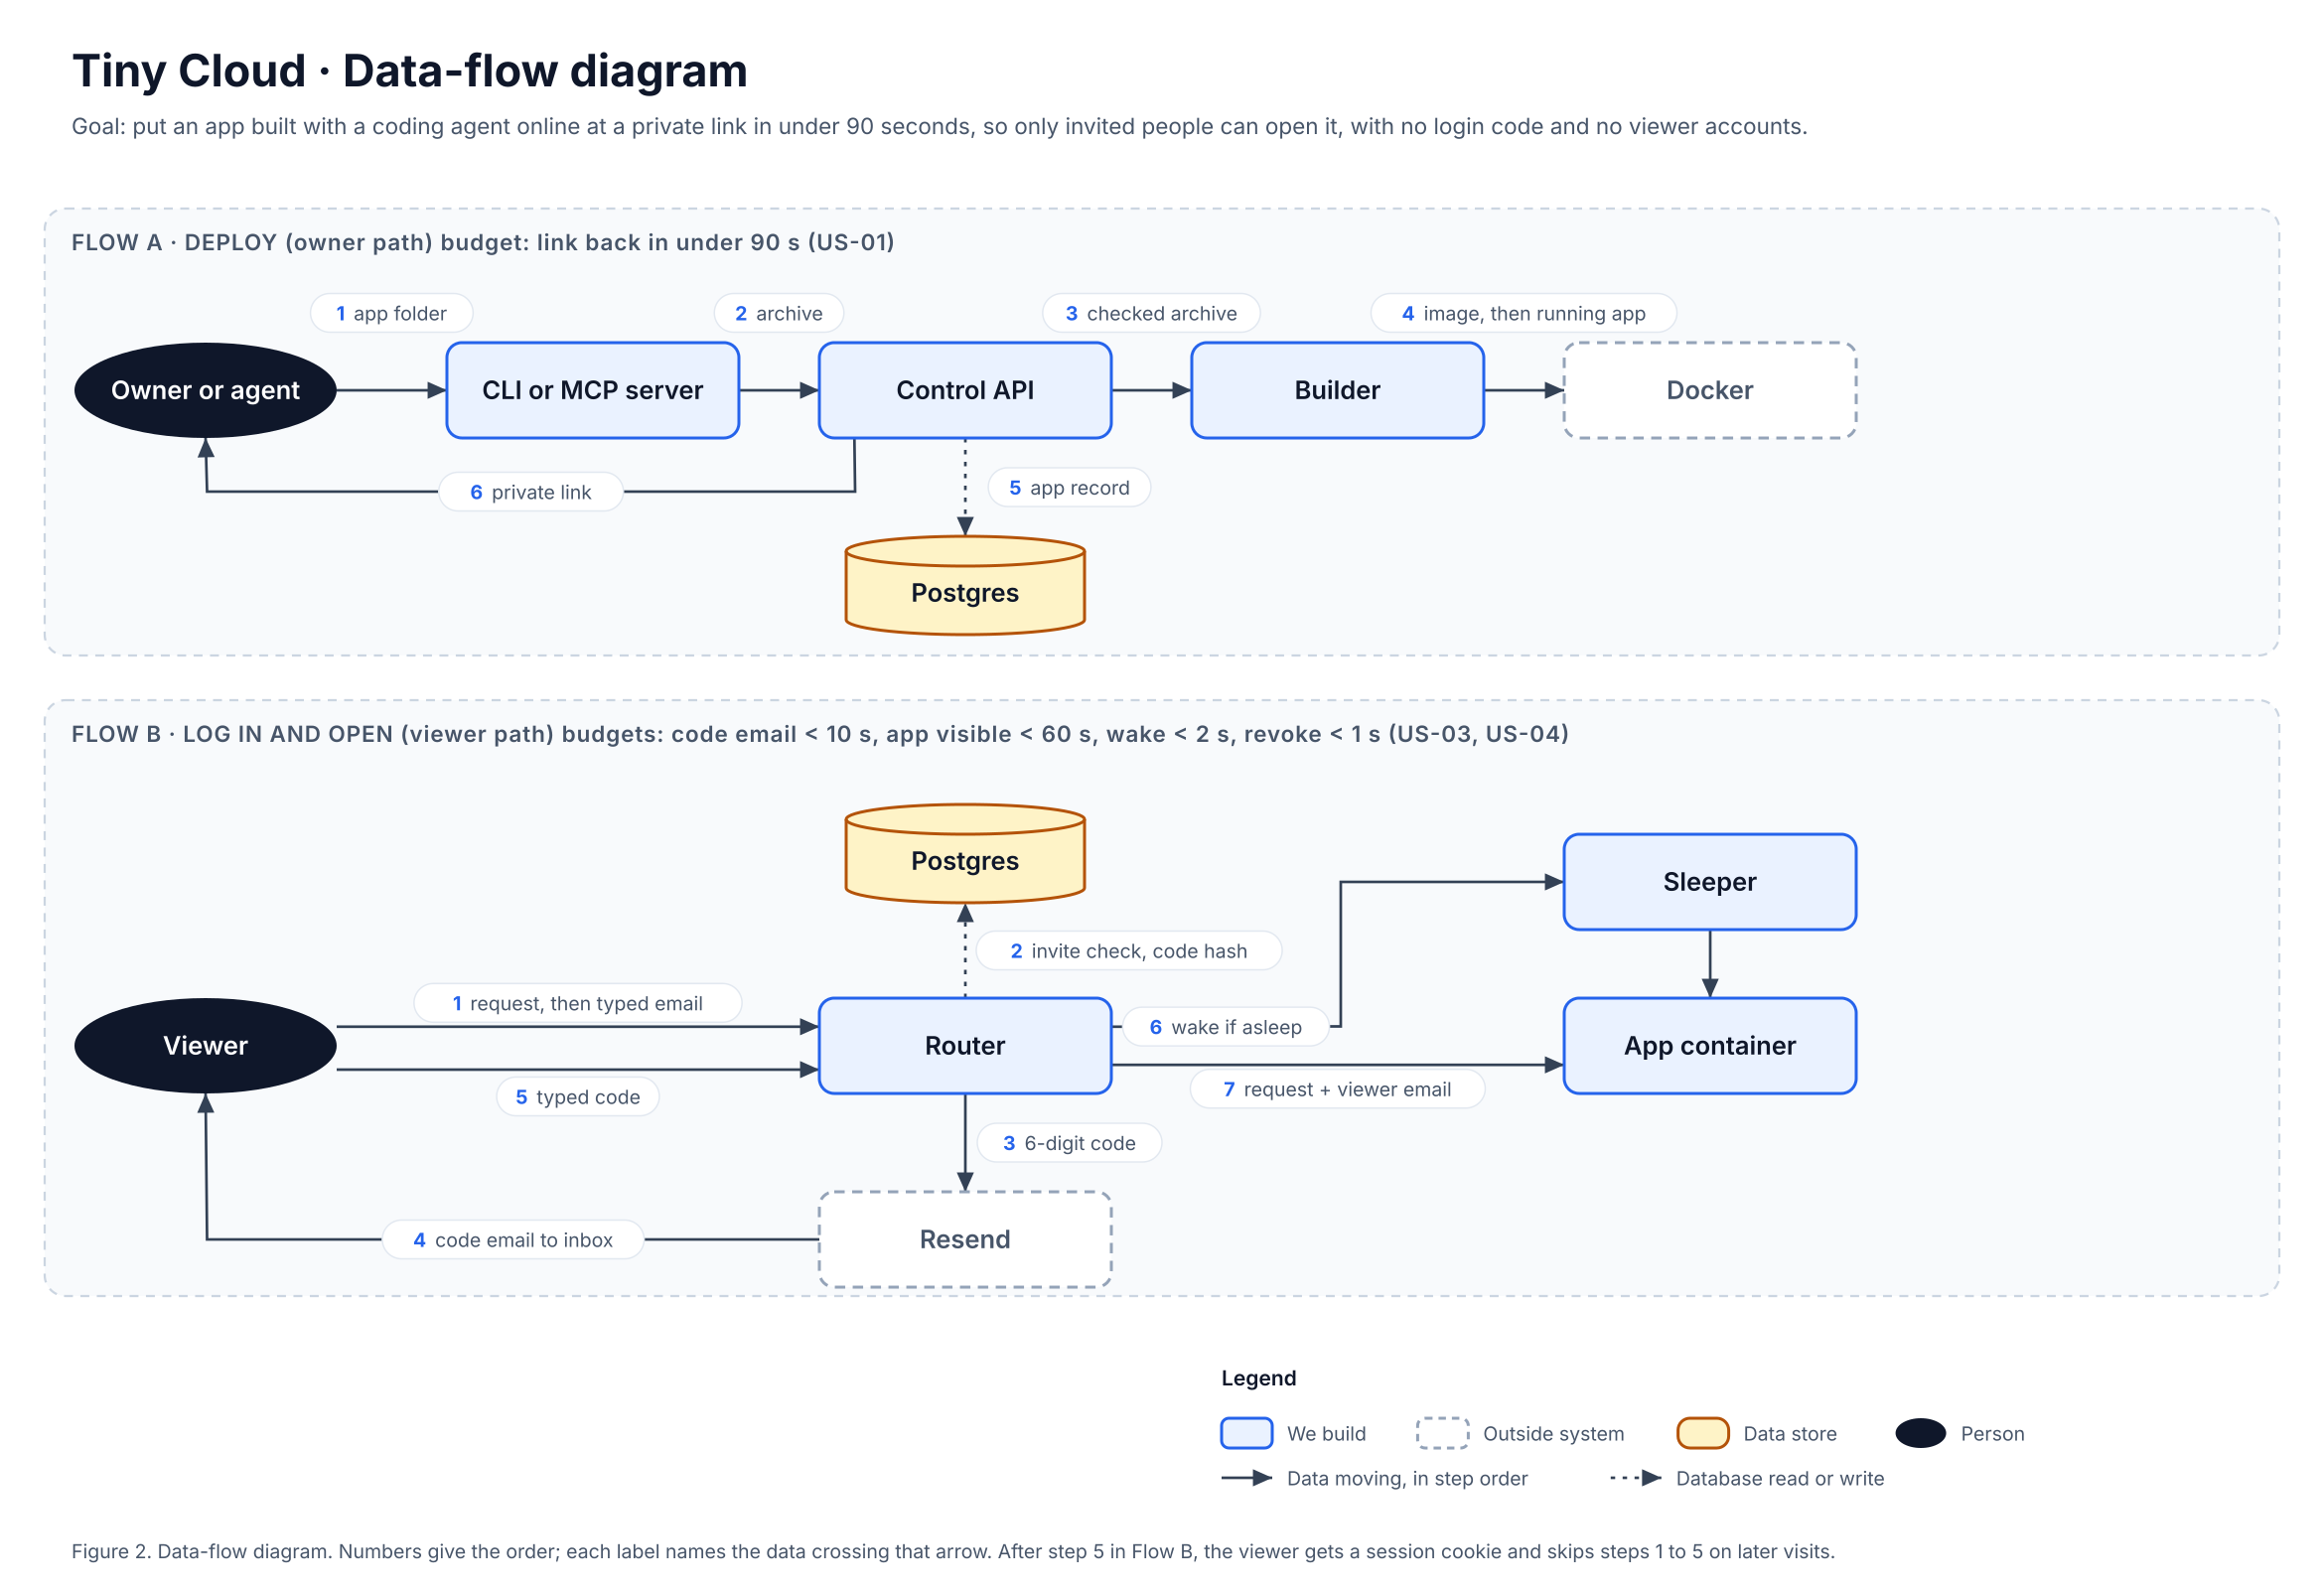 Tiny Cloud · Data-flow diagram
Goal: put an app built with a coding agent online at a private link in under 90 seconds, so only invited people can open it, with no login code and no viewer accounts.
FLOW A · DEPLOY (owner path) budget: link back in under 90 s (US-01)
1 app folder
2 archive
3 checked archive
4 image, then running app
Owner or agent
CLI or MCP server
Control API
Builder
Docker
6 private link
5 app record
Postgres
FLOW B · LOG IN AND OPEN (viewer path) budgets: code email < 10 s, app visible < 60 s, wake < 2 s, revoke < 1 s (US-03, US-04)
Postgres
Sleeper
2 invite check, code hash
1 request, then typed email
6 wake if asleep
Viewer
Router
App container
5 typed code
7 request + viewer email
3 6-digit code
4 code email to inbox
Resend
Legend
We build
Outside system
Data store
Person
Data moving, in step order
Database read or write
Figure 2. Data-flow diagram. Numbers give the order; each label names the data crossing that arrow. After step 5 in Flow B, the viewer gets a session cookie and skips steps 1 to 5 on later visits.